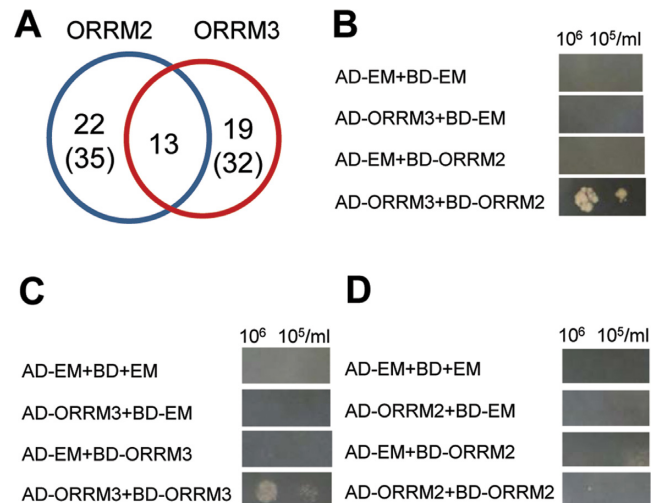 A
ORRM2 ORRM3
22
(35)
13
19
(32)
B
10⁶ 10⁵/ml
AD-EM+BD-EM
AD-ORRM3+BD-EM
AD-EM+BD-ORRM2
AD-ORRM3+BD-ORRM2
C
10⁶ 10⁵/ml
AD-EM+BD+EM
AD-ORRM3+BD-EM
AD-EM+BD-ORRM3
AD-ORRM3+BD-ORRM3
D
10⁶ 10⁵/ml
AD-EM+BD+EM
AD-ORRM2+BD-EM
AD-EM+BD-ORRM2
AD-ORRM2+BD-ORRM2